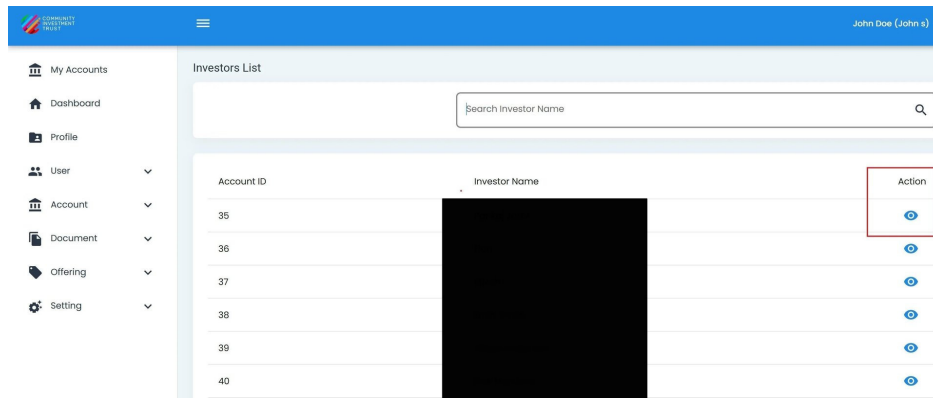 COMMUNITY
INVESTMENT
TRUST
John Doe (John s)
My Accounts
Dashboard
Profile
User
Account
Document
Offering
Setting
Investors List
Search Investor Name
Account ID Investor Name Action
35
36
37
38
39
40